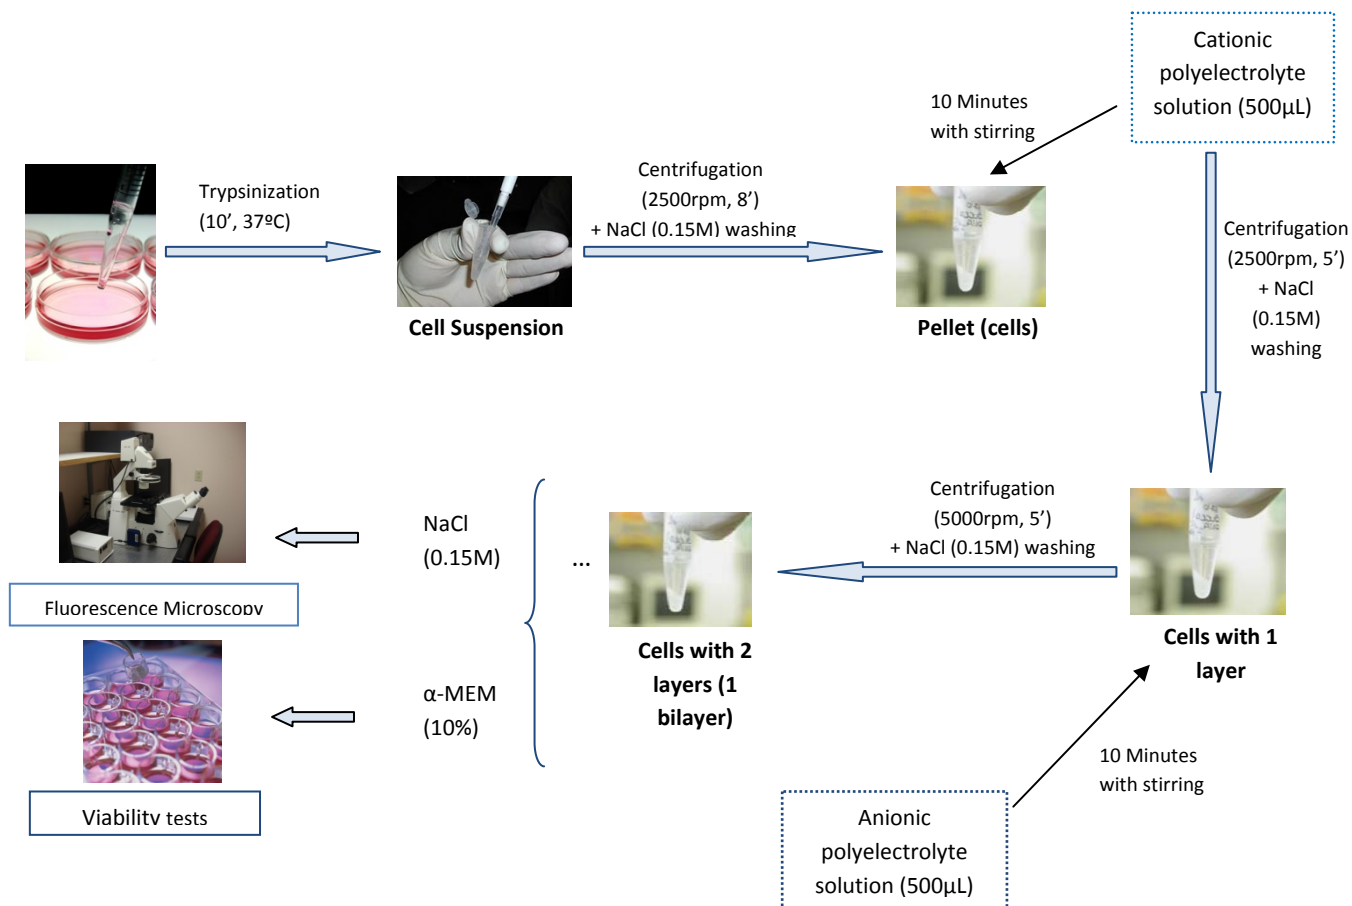 Trypsinization
(10’, 37ºC)
Cell Suspension
Centrifugation
(2500rpm, 8’)
+ NaCl (0.15M) washing
10 Minutes
with stirring
Pellet (cells)
Cationic
polyelectrolyte
solution (500µL)
Centrifugation
(2500rpm, 5’)
+ NaCl
(0.15M)
washing
Cells with 1
layer
10 Minutes
with stirring
Anionic
polyelectrolyte
solution (500µL)
Centrifugation
(5000rpm, 5’)
+ NaCl (0.15M) washing
Cells with 2
layers (1
bilayer)
...
NaCl
(0.15M)
Fluorescence Microscopy
α-MEM
(10%)
Viability tests